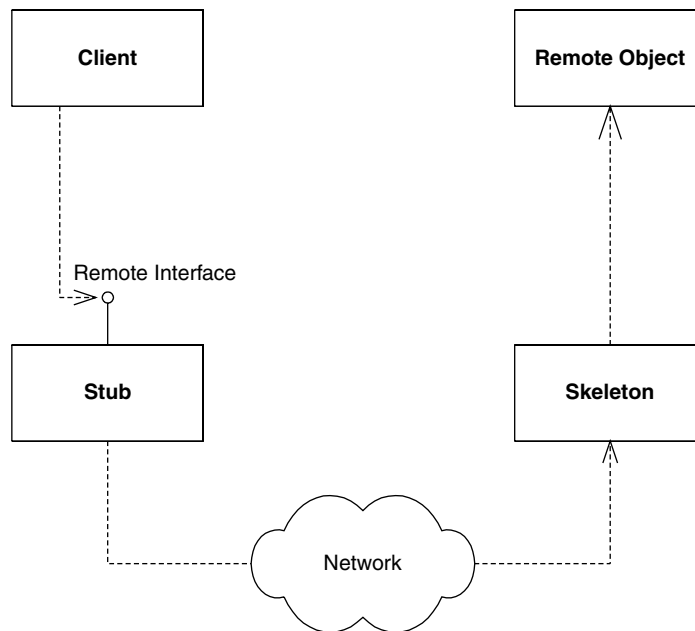 Client
Remote Object
Remote Interface
Stub
Skeleton
Network